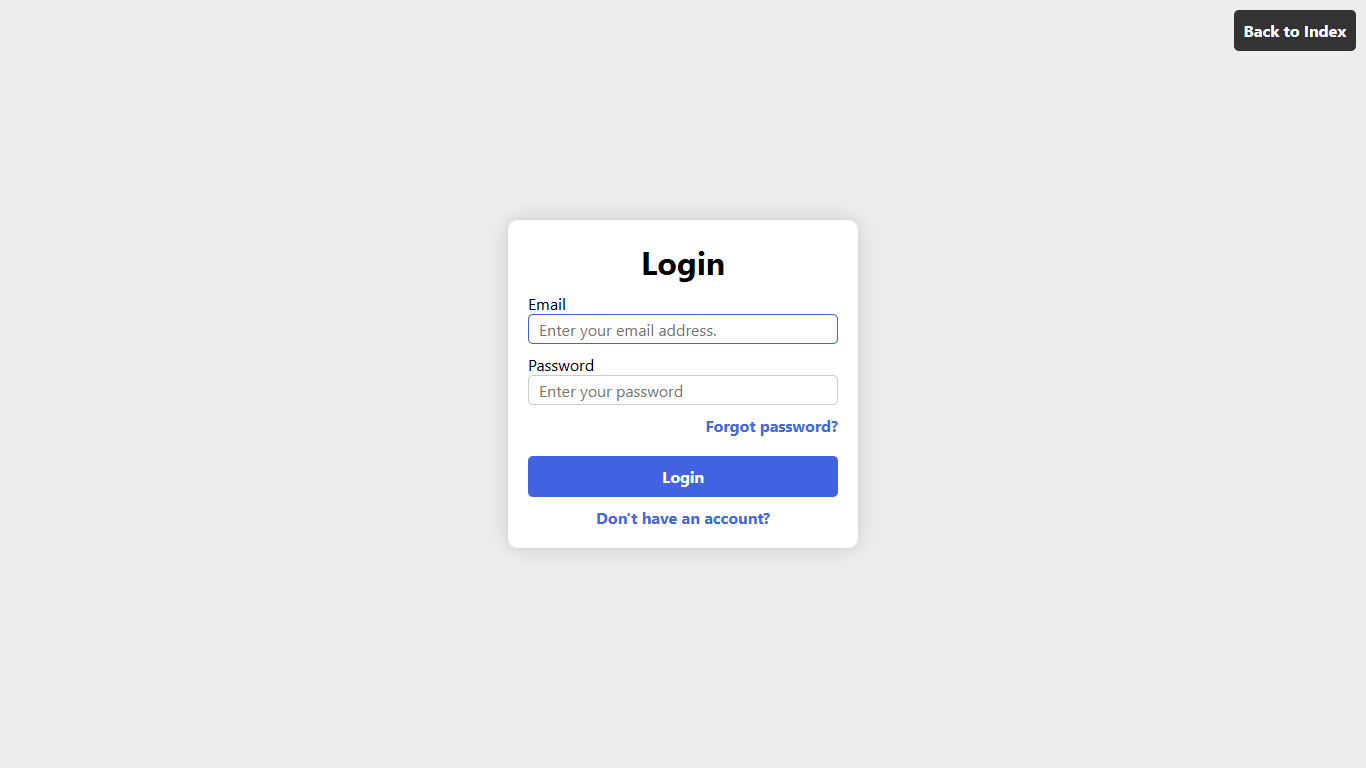 Back to Index
Login
Email
Enter your email address.
Password
Enter your password
Forgot password?
Login
Don't have an account?